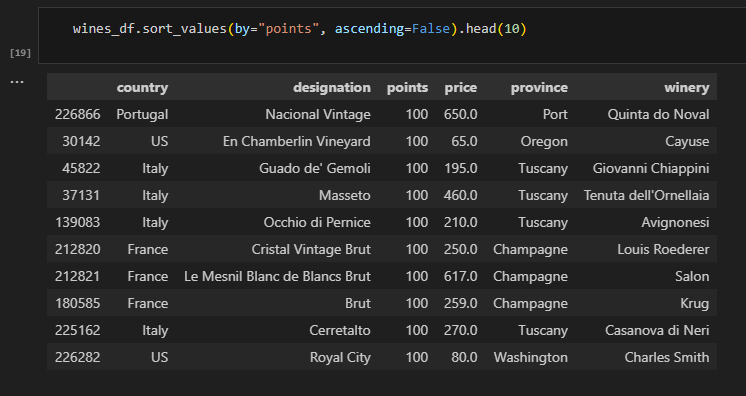 wines_df.sort_values(by="points", ascending=False).head(10)
[19]
...
country designation points price province winery
226866 Portugal Nacional Vintage 100 650.0 Port Quinta do Noval
30142 US En Chamberlin Vineyard 100 65.0 Oregon Cayuse
45822 Italy Guado de' Gemoli 100 195.0 Tuscany Giovanni Chiappini
37131 Italy Masseto 100 460.0 Tuscany Tenuta dell'Ornellaia
139083 Italy Occhio di Pernice 100 210.0 Tuscany Avignonesi
212820 France Cristal Vintage Brut 100 250.0 Champagne Louis Roederer
212821 France Le Mesnil Blanc de Blancs Brut 100 617.0 Champagne Salon
180585 France Brut 100 259.0 Champagne Krug
225162 Italy Cerretalto 100 270.0 Tuscany Casanova di Neri
226282 US Royal City 100 80.0 Washington Charles Smith